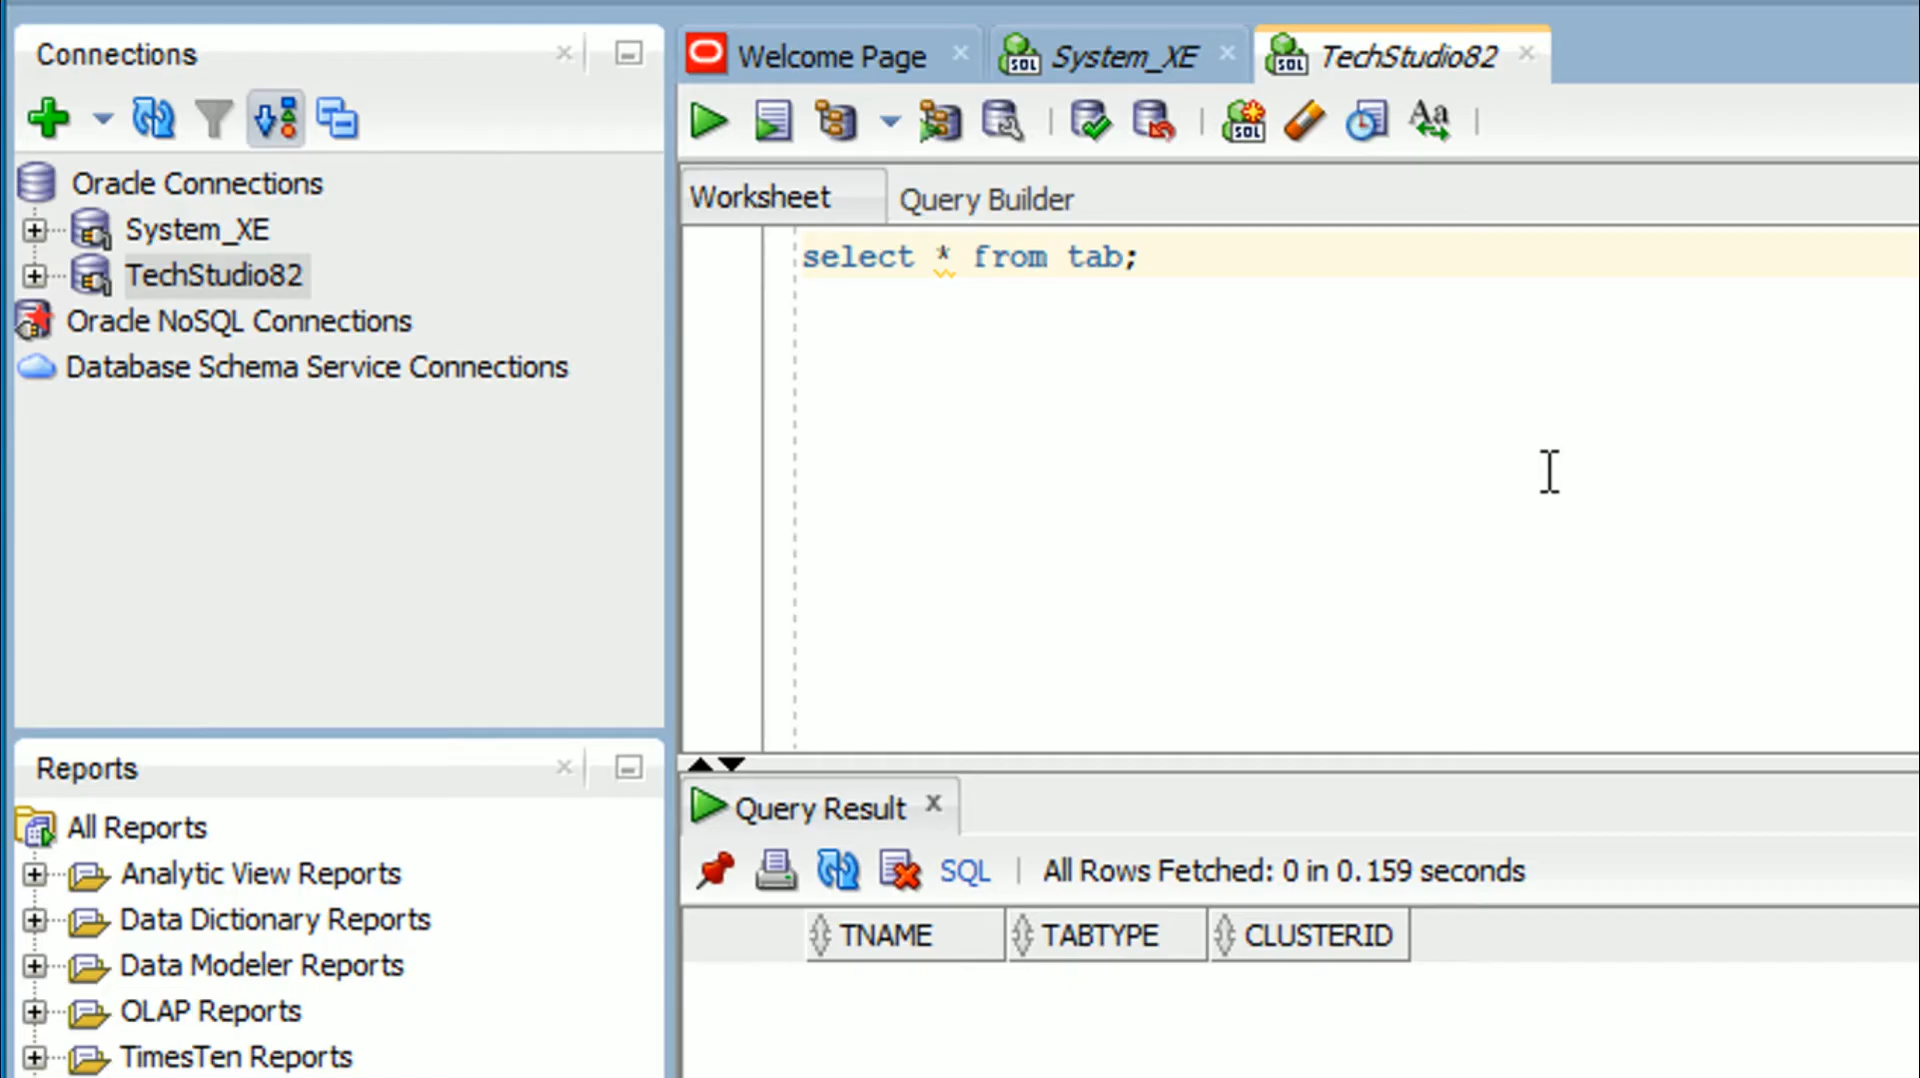 Connections
Welcome Page
System_XE
TechStudio82
Oracle Connections
System_XE
TechStudio82
Oracle NoSQL Connections
Database Schema Service Connections
Worksheet
Query Builder
select * from tab;
Reports
All Reports
Analytic View Reports
Data Dictionary Reports
Data Modeler Reports
OLAP Reports
TimesTen Reports
Query Result
SQL
All Rows Fetched: 0 in 0.159 seconds
TNAME
TABTYPE
CLUSTERID